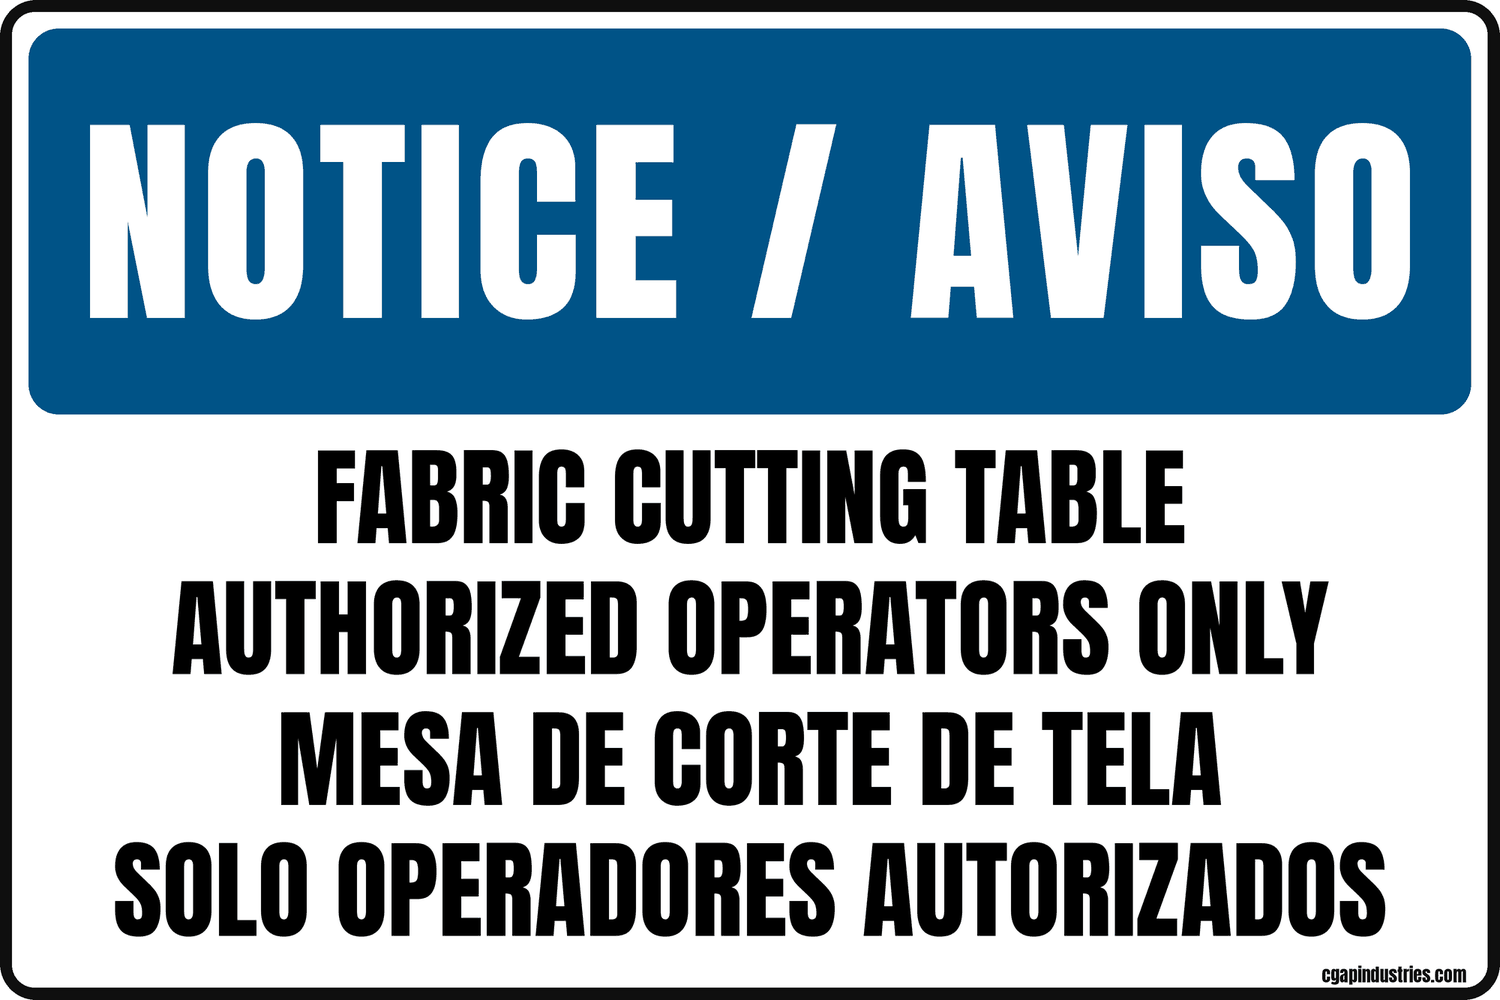 NOTICE / AVISO
FABRIC CUTTING TABLE
AUTHORIZED OPERATORS ONLY
MESA DE CORTE DE TELA
SOLO OPERADORES AUTORIZADOS
cgapindustries.com